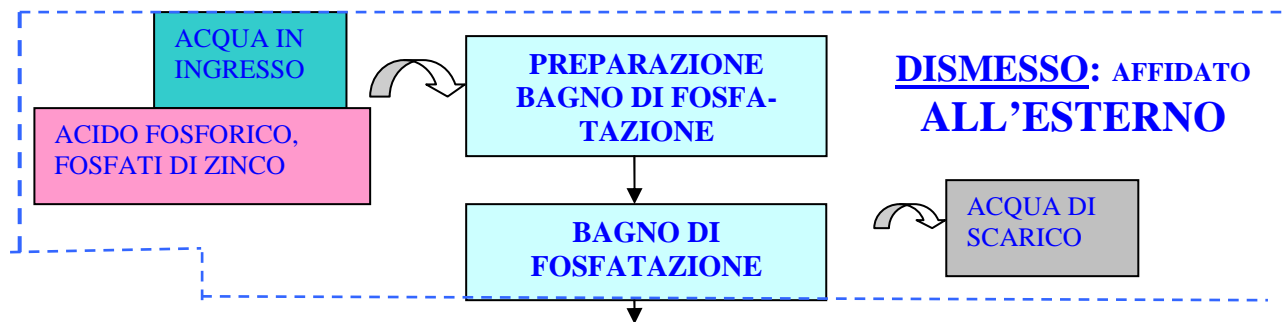 ACQUA IN
INGRESSO
ACIDO FOSFORICO,
FOSFATI DI ZINCO
PREPARAZIONE
BAGNO DI FOSFA-
TAZIONE
DISMESSO: AFFIDATO
ALL'ESTERNO
BAGNO DI
FOSFATAZIONE
ACQUA DI
SCARICO